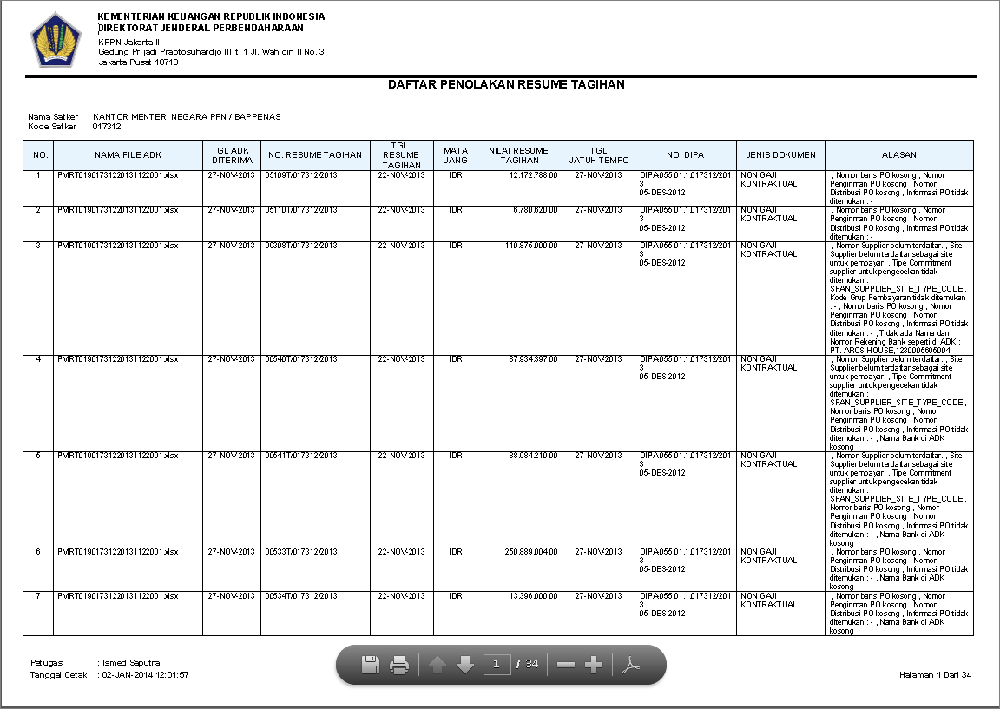 KEMENTERIAN KEUANGAN REPUBLIK INDONESIA
DIREKTORAT JENDERAL PERBENDAHARAAN
KPPN Jakarta II
Gedung Prijadi Praptosuhardjo III lt. 1 Jl. Wahidin II No. 3
Jakarta Pusat 10710
DAFTAR PENOLAKAN RESUME TAGIHAN
Nama Satker : KANTOR MENTERI NEGARA PPN / BAPPENAS
Kode Satker : 017312
NO. NAMA FILE ADK TGL ADK DITERIMA NO. RESUME TAGIHAN TGL RESUME TAGIHAN MATA UANG NILAI RESUME TAGIHAN TGL JATUH TEMPO NO. DIPA JENIS DOKUMEN ALASAN
1 PMRT01901731220131122001.xlsx 27-NOV-2013 05109T/017312/2013 22-NOV-2013 IDR 12.172.788,00 27-NOV-2013 DIPA055.01.1.017312/201 NON GAJI , Nomor baris PO kosong , Nomor
3 KONTRAKTUAL Pengiriman PO kosong , Nomor
05-DES-2012 Distribusi PO kosong , Informasi PO tidak
ditemukan : -
2 PMRT01901731220131122001.xlsx 27-NOV-2013 05110T/017312/2013 22-NOV-2013 IDR 6.780.620,00 27-NOV-2013 DIPA055.01.1.017312/201 NON GAJI , Nomor baris PO kosong , Nomor
3 KONTRAKTUAL Pengiriman PO kosong , Nomor
05-DES-2012 Distribusi PO kosong , Informasi PO tidak
ditemukan : -
3 PMRT01901731220131122001.xlsx 27-NOV-2013 09308T/017312/2013 22-NOV-2013 IDR 110.875.000,00 27-NOV-2013 DIPA055.01.1.017312/201 NON GAJI , Nomor Supplier belum terdaftar. , Site
3 KONTRAKTUAL Supplier belum terdaftar sebagai site
05-DES-2012 untuk pembayar. , Tipe Commitment
supplier untuk pengecekan tidak
ditemukan :
SPAN_SUPPLIER_SITE_TYPE_CODE ,
Kode Grup Pembayaran tidak ditemukan
: - , Nomor baris PO kosong , Nomor
Pengiriman PO kosong , Nomor
Distribusi PO kosong , Informasi PO tidak
ditemukan : - , Tidak ada Nama dan
Nomor Rekening Bank seperti di ADK :
PT. ARCS HOUSE,1230005695004
4 PMRT01901731220131122001.xlsx 27-NOV-2013 00540T/017312/2013 22-NOV-2013 IDR 87.934.397,00 27-NOV-2013 DIPA055.01.1.017312/201 NON GAJI , Nomor Supplier belum terdaftar. , Site
3 KONTRAKTUAL Supplier belum terdaftar sebagai site
05-DES-2012 untuk pembayar. , Tipe Commitment
supplier untuk pengecekan tidak
ditemukan :
SPAN_SUPPLIER_SITE_TYPE_CODE ,
Nomor baris PO kosong , Nomor
Pengiriman PO kosong , Nomor
Distribusi PO kosong , Informasi PO tidak
ditemukan : - , Nama Bank di ADK
kosong
5 PMRT01901731220131122001.xlsx 27-NOV-2013 00541T/017312/2013 22-NOV-2013 IDR 88.984.210,00 27-NOV-2013 DIPA055.01.1.017312/201 NON GAJI , Nomor Supplier belum terdaftar. , Site
3 KONTRAKTUAL Supplier belum terdaftar sebagai site
05-DES-2012 untuk pembayar. , Tipe Commitment
supplier untuk pengecekan tidak
ditemukan :
SPAN_SUPPLIER_SITE_TYPE_CODE ,
Nomor baris PO kosong , Nomor
Pengiriman PO kosong , Nomor
Distribusi PO kosong , Informasi PO tidak
ditemukan : - , Nama Bank di ADK
kosong
6 PMRT01901731220131122001.xlsx 27-NOV-2013 00533T/017312/2013 22-NOV-2013 IDR 250.889.004,00 27-NOV-2013 DIPA055.01.1.017312/201 NON GAJI , Nomor baris PO kosong , Nomor
3 KONTRAKTUAL Pengiriman PO kosong , Nomor
05-DES-2012 Distribusi PO kosong , Informasi PO tidak
ditemukan : - , Nama Bank di ADK
kosong
7 PMRT01901731220131122001.xlsx 27-NOV-2013 00534T/017312/2013 22-NOV-2013 IDR 13.396.000,00 27-NOV-2013 DIPA055.01.1.017312/201 NON GAJI , Nomor baris PO kosong , Nomor
3 KONTRAKTUAL Pengiriman PO kosong , Nomor
05-DES-2012 Distribusi PO kosong , Informasi PO tidak
ditemukan : - , Nama Bank di ADK
kosong
Petugas : Ismed Saputra
1 / 34
Tanggal Cetak : 02-JAN-2014 12:01:57
Halaman 1 Dari 34